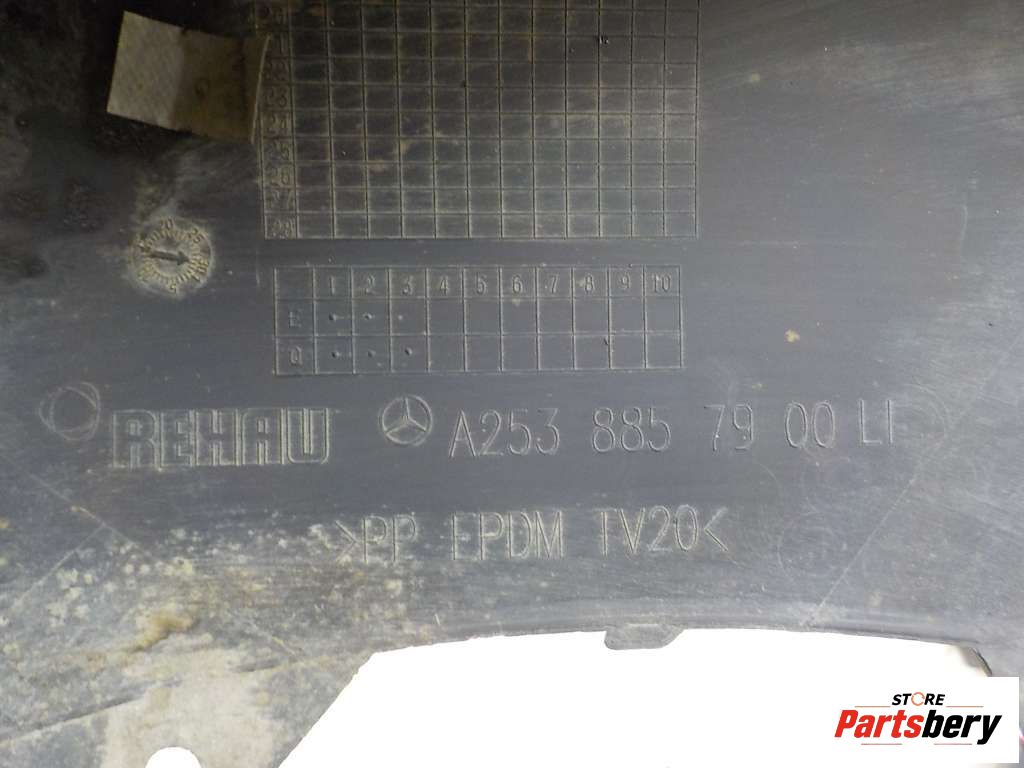 1 2 3 4 5 6 7 8 9 10
E
Q
REHAU A253 885 79 00 LI
>PP EPDM TV20<
STORE
Partsbery